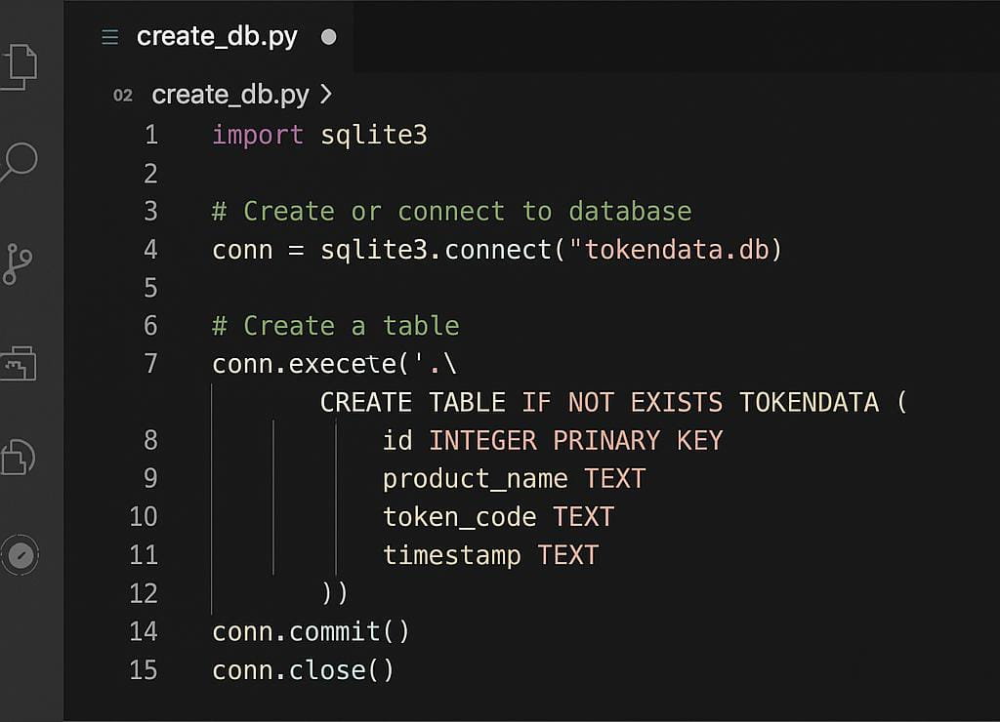 create_db.py
02 create_db.py
1 import sqlite3
2
3 # Create or connect to database
4 conn = sqlite3.connect("tokendata.db)
5
6 # Create a table
7 conn.execete('.\
CREATE TABLE IF NOT EXISTS TOKENDATA (
8 id INTEGER PRIMARY KEY
9 product_name TEXT
10 token_code TEXT
11 timestamp TEXT
12 ))
14 conn.commit()
15 conn.close()